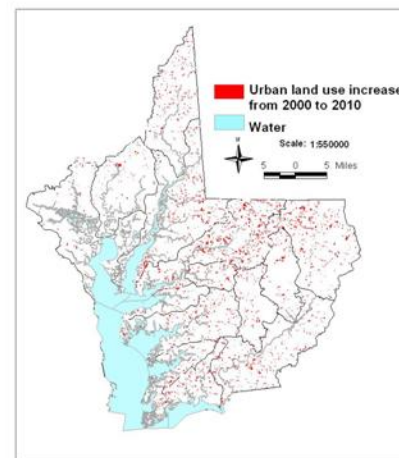 Urban land use increase
from 2000 to 2010
Water
Scale: 1:550000
N
5 0 5 Miles